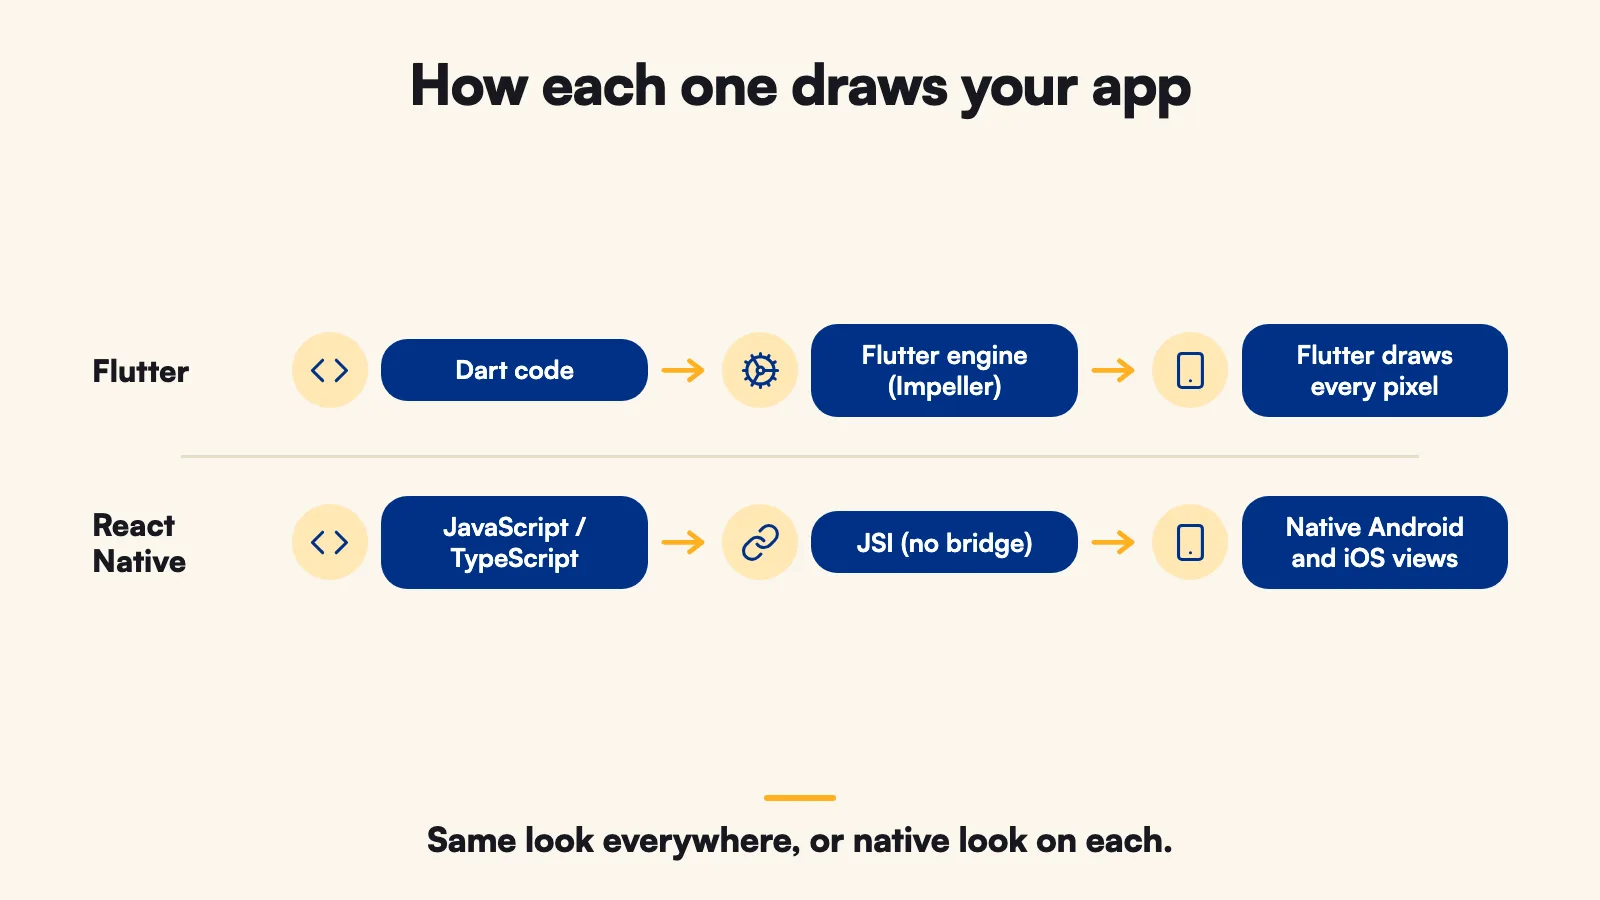 How each one draws your app
Flutter
Dart code
Flutter engine
(Impeller)
Flutter draws
every pixel
React
Native
JavaScript /
TypeScript
JSI (no bridge)
Native Android
and iOS views
Same look everywhere, or native look on each.